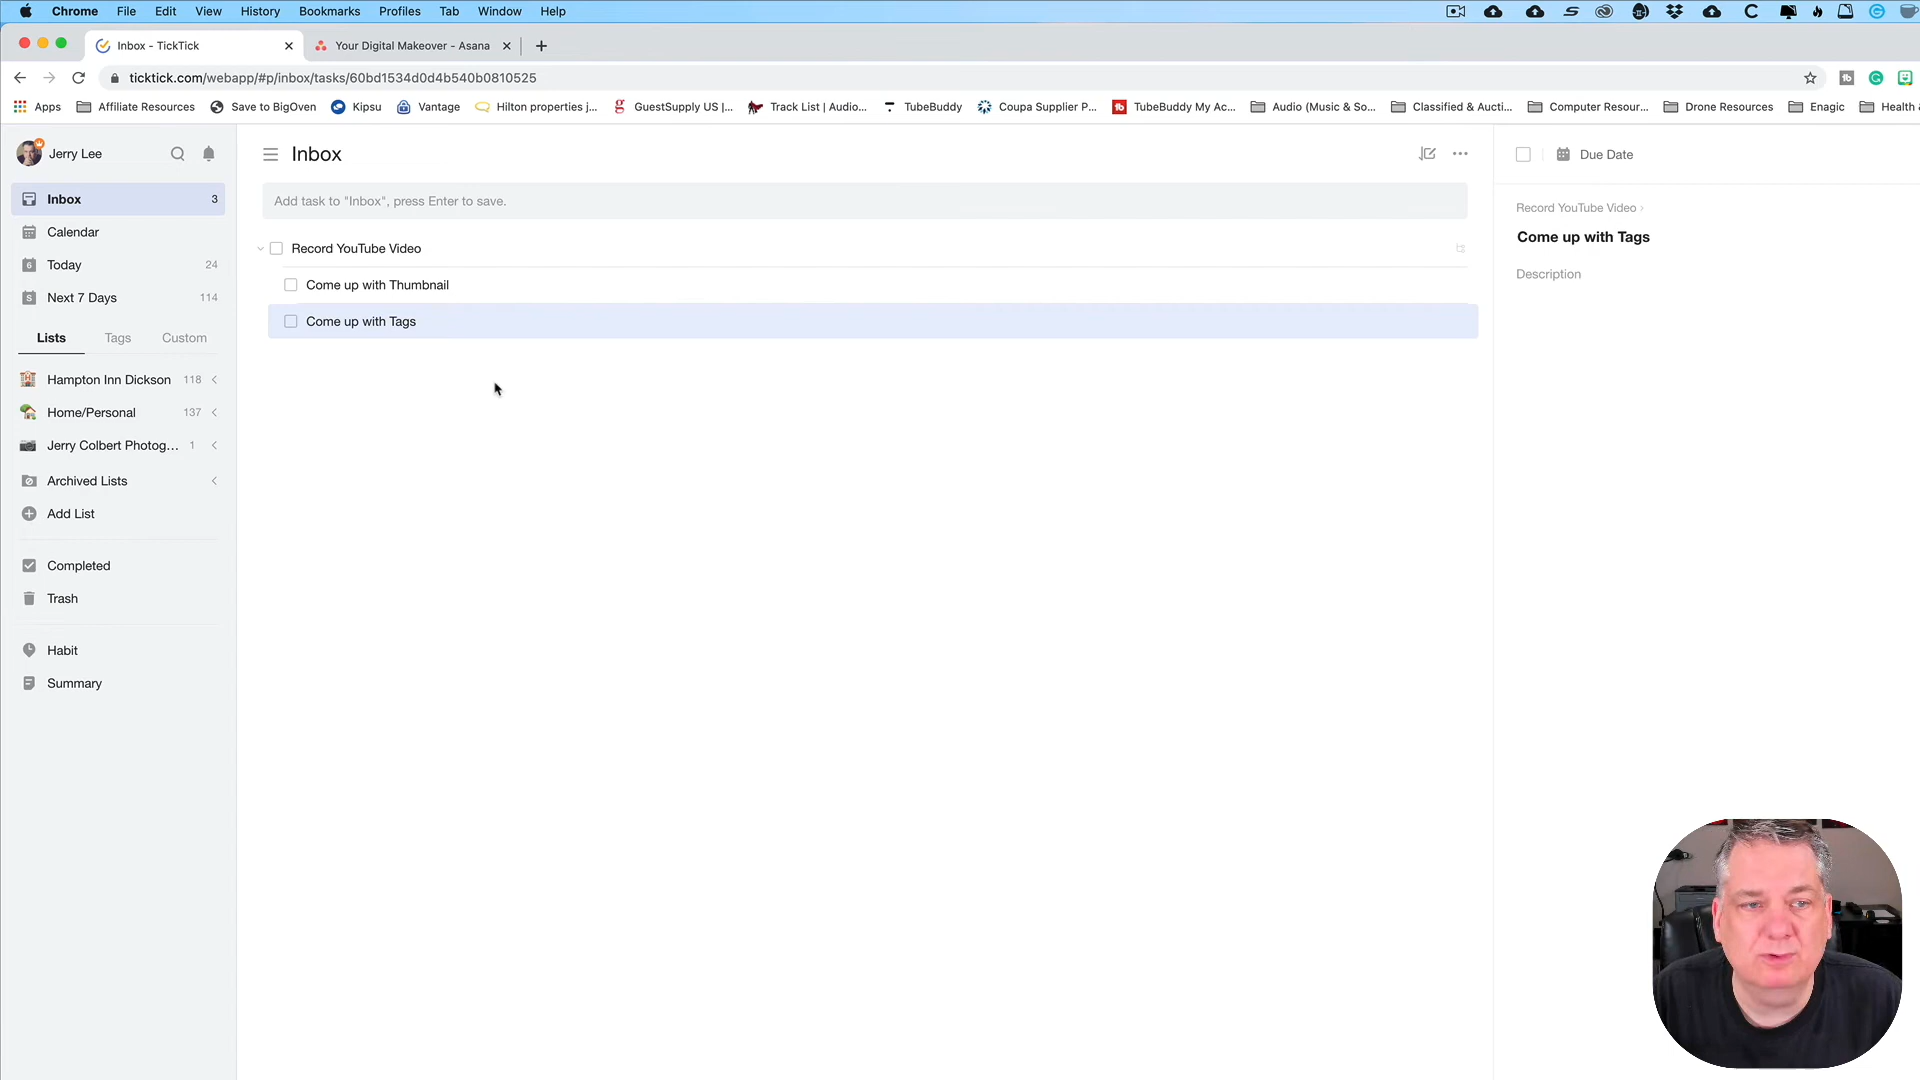 Chrome File Edit View History Bookmarks Profiles Tab Window Help
Inbox - TickTick
Your Digital Makeover - Asana
ticktick.com/webapp/#p/inbox/tasks/60bd1534d0d4b540b0810525
Apps Affiliate Resources Save to BigOven Kipsu Vantage Hilton properties j... GuestSupply US |... Track List | Audio... TubeBuddy Coupa Supplier P... TubeBuddy My Ac... Audio (Music & So... Classified & Aucti... Computer Resour... Drone Resources Enagic Health &
Jerry Lee
Inbox 3
Calendar
Today 24
Next 7 Days 114
Lists Tags Custom
Hampton Inn Dickson 118
Home/Personal 137
Jerry Colbert Photog... 1
Archived Lists
Add List
Completed
Trash
Habit
Summary
Inbox
Add task to "Inbox", press Enter to save.
Record YouTube Video
Come up with Thumbnail
Come up with Tags
Due Date
Record YouTube Video
Come up with Tags
Description